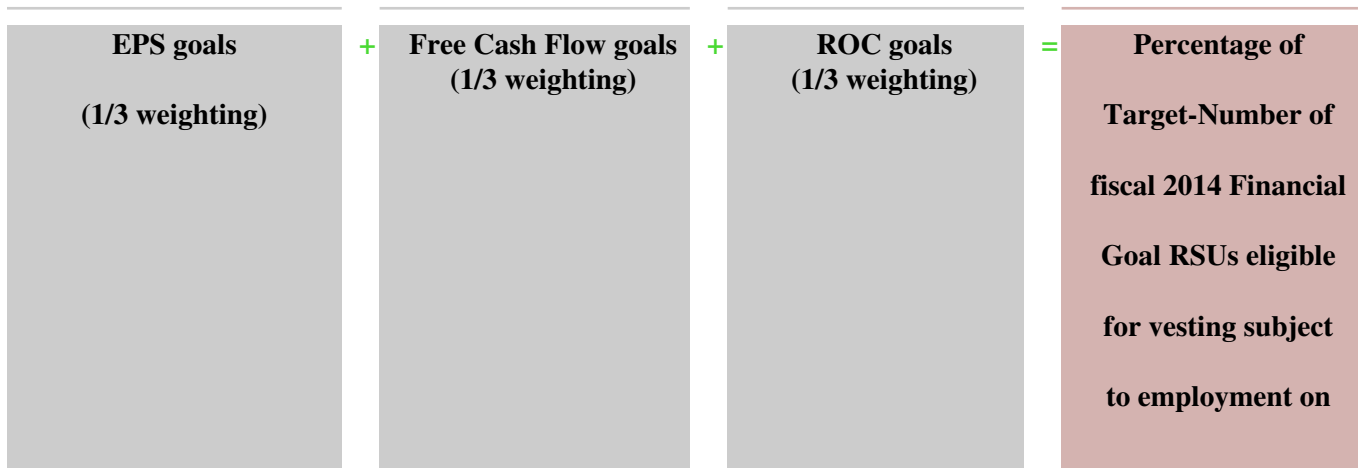 EPS goals
(1/3 weighting)
+
Free Cash Flow goals
(1/3 weighting)
+
ROC goals
(1/3 weighting)
=
Percentage of
Target-Number of
fiscal 2014 Financial
Goal RSUs eligible
for vesting subject
to employment on